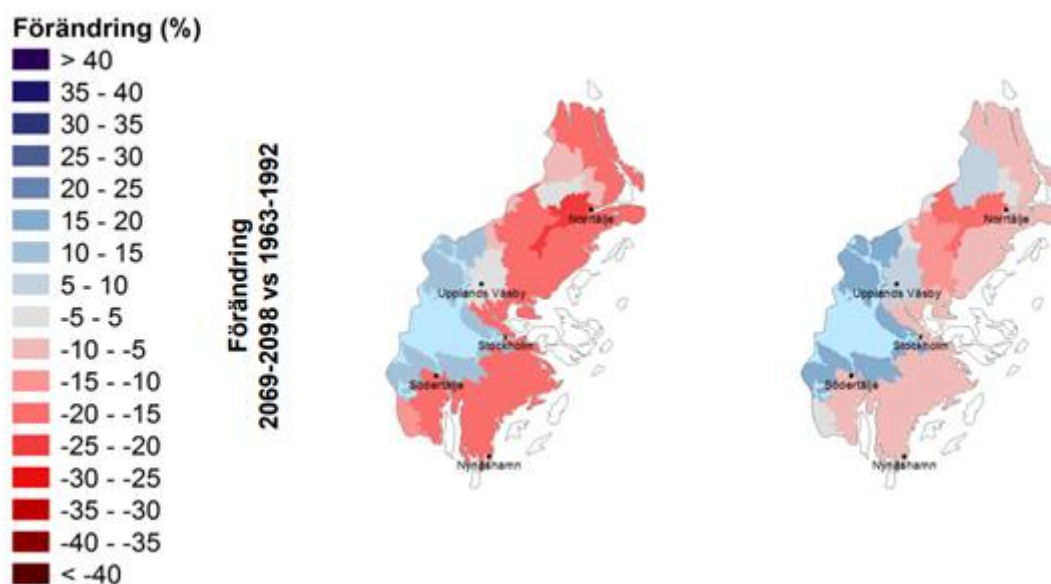 Förändring (%)
> 40
35 - 40
30 - 35
25 - 30
20 - 25
15 - 20
10 - 15
5 - 10
-5 - 5
-10 - -5
-15 - -10
-20 - -15
-25 - -20
-30 - -25
-35 - -30
-40 - -35
< -40
Förändring
2069-2098 vs 1963-1992
Norrtälje
Upplands Väsby
Stockholm
Södertälje
Nynäshamn
Norrtälje
Upplands Väsby
Stockholm
Södertälje
Nynäshamn